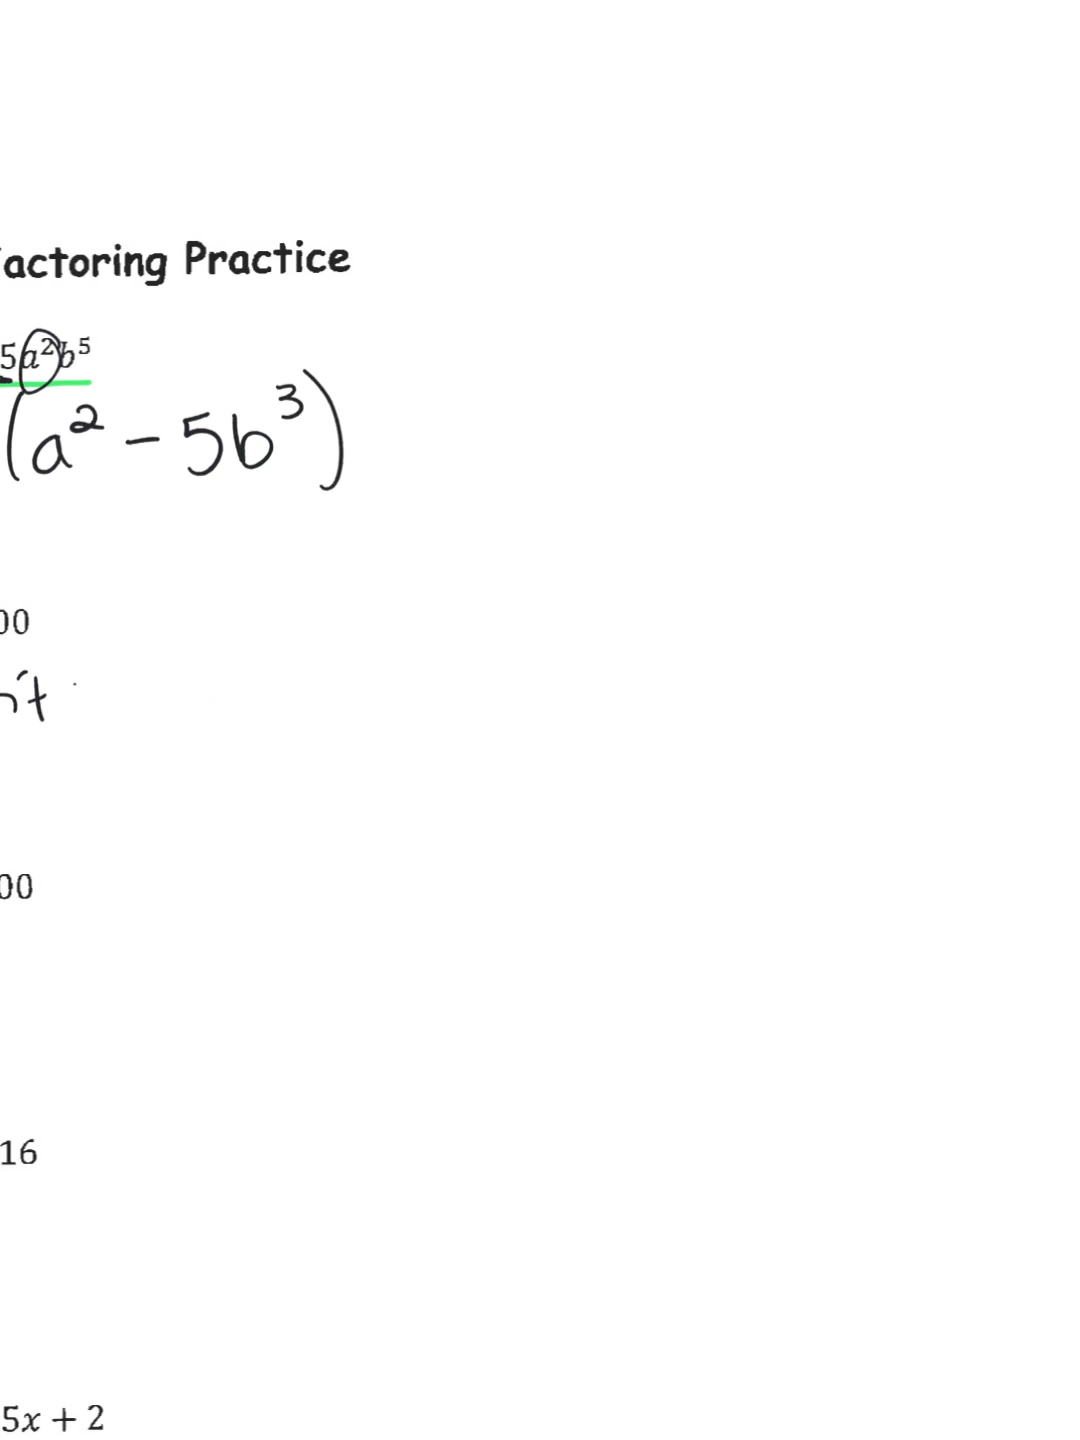 actoring Practice
5a²b⁵
(a² - 5b³)
00
n't
00
16
5x + 2